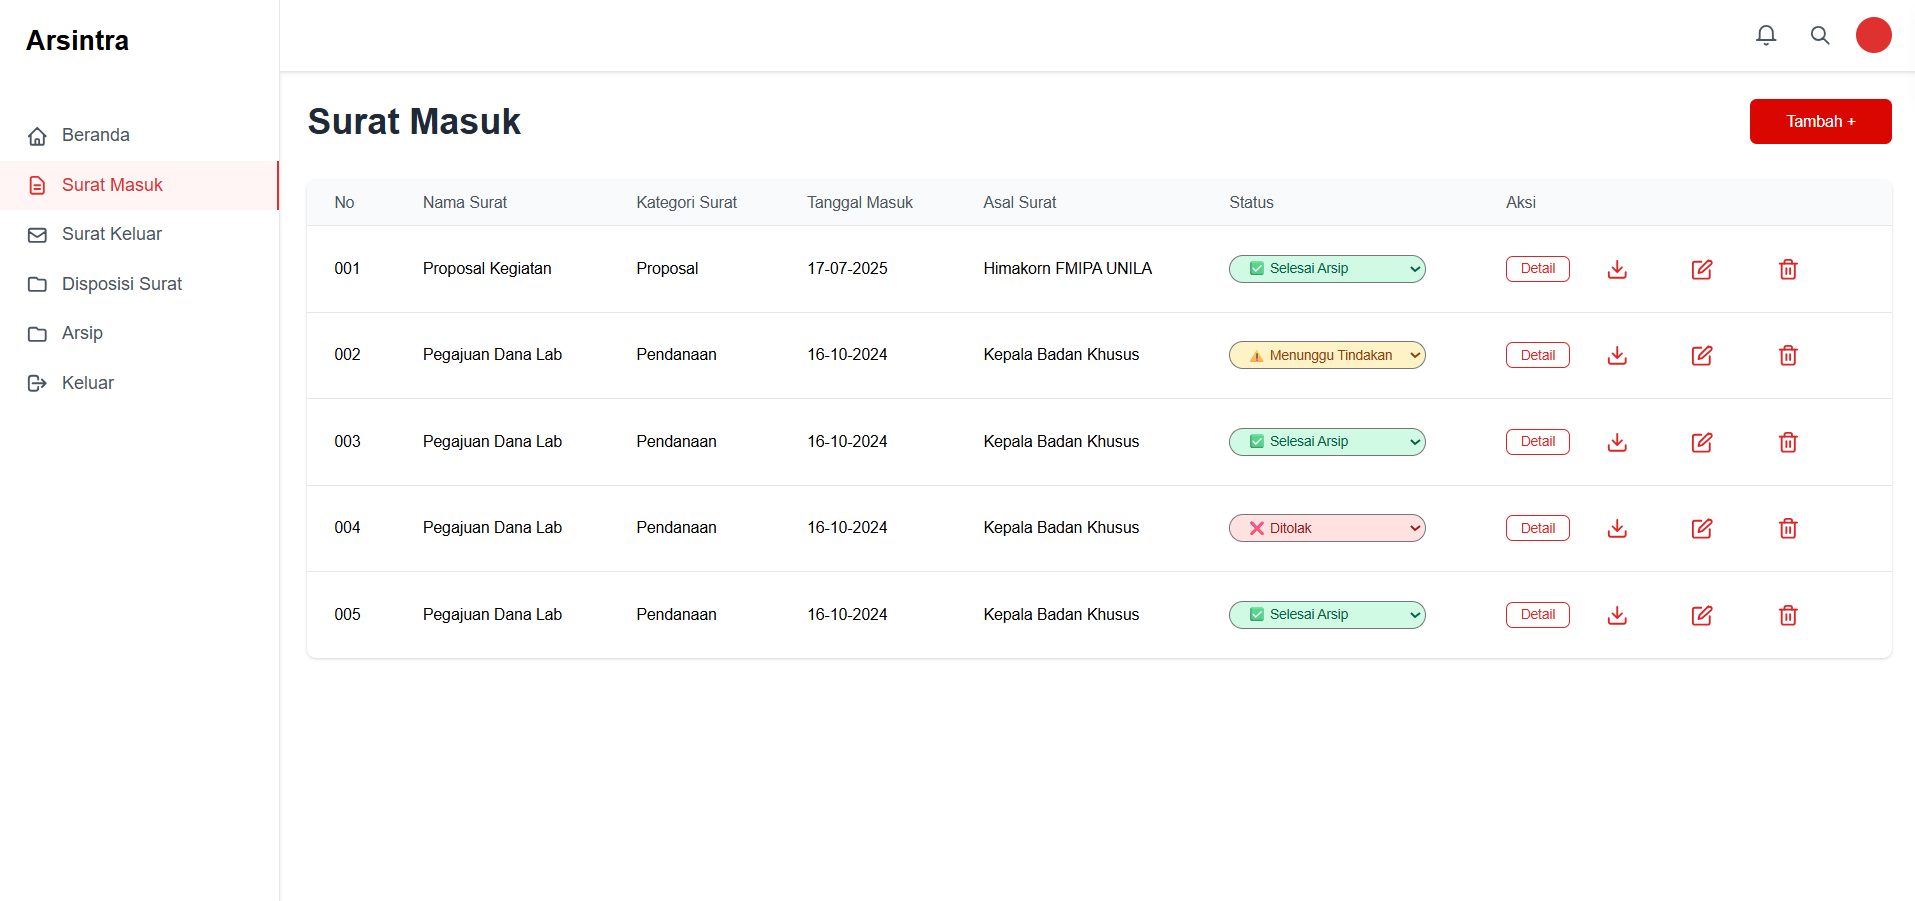 Arsintra
Beranda
Surat Masuk
Surat Keluar
Disposisi Surat
Arsip
Keluar
Surat Masuk
Tambah +
No Nama Surat Kategori Surat Tanggal Masuk Asal Surat Status Aksi
001 Proposal Kegiatan Proposal 17-07-2025 Himakorn FMIPA UNILA ✅ Selesai Arsip Detail
002 Pegajuan Dana Lab Pendanaan 16-10-2024 Kepala Badan Khusus ⚠️ Menunggu Tindakan Detail
003 Pegajuan Dana Lab Pendanaan 16-10-2024 Kepala Badan Khusus ✅ Selesai Arsip Detail
004 Pegajuan Dana Lab Pendanaan 16-10-2024 Kepala Badan Khusus ❌ Ditolak Detail
005 Pegajuan Dana Lab Pendanaan 16-10-2024 Kepala Badan Khusus ✅ Selesai Arsip Detail